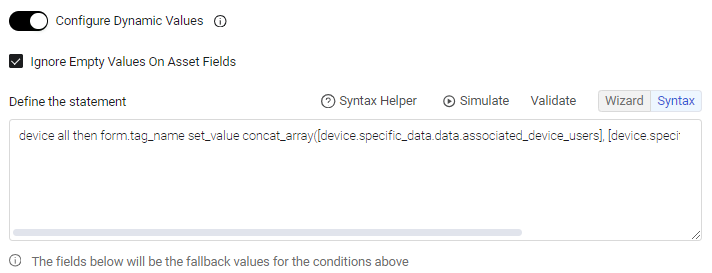 Configure Dynamic Values
Ignore Empty Values On Asset Fields
Define the statement
Syntax Helper
Simulate
Validate
Wizard
Syntax
device all then form.tag_name set_value concat_array([device.specific_data.data.associated_device_users], [device.specif
The fields below will be the fallback values for the conditions above